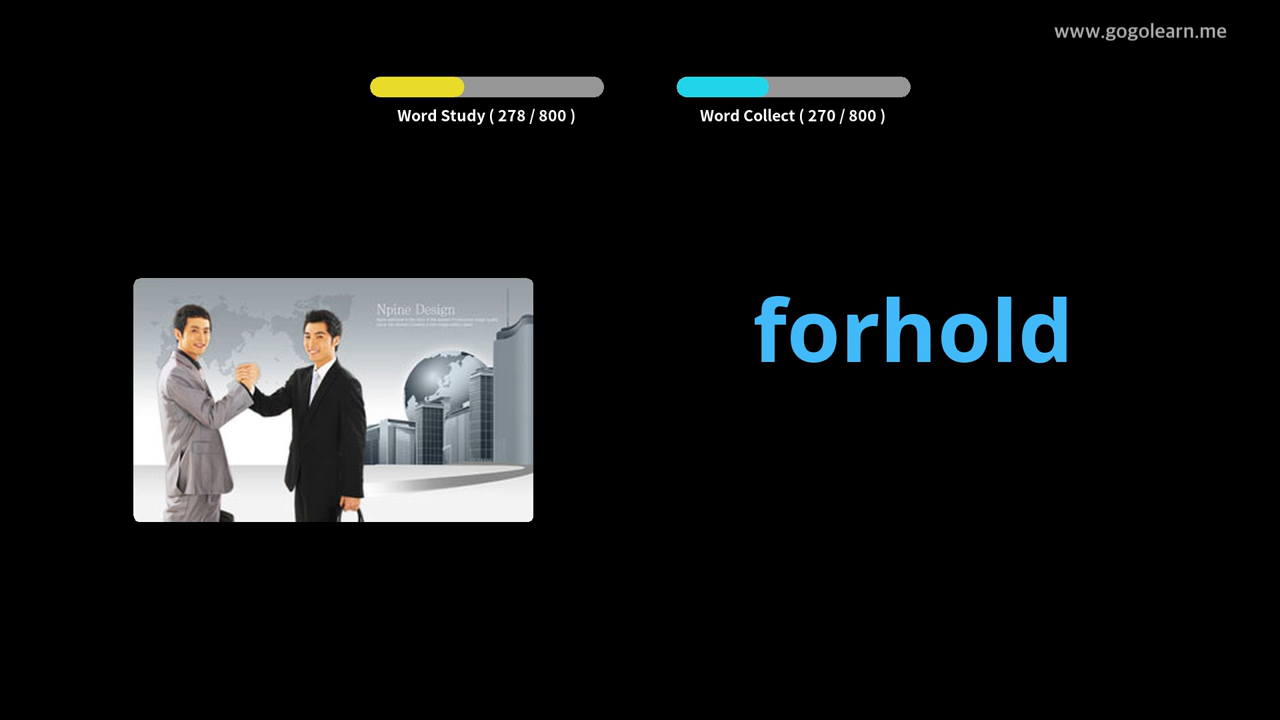 www.gogolearn.me
Word Study ( 278 / 800 )
Word Collect ( 270 / 800 )
Npine Design
forhold